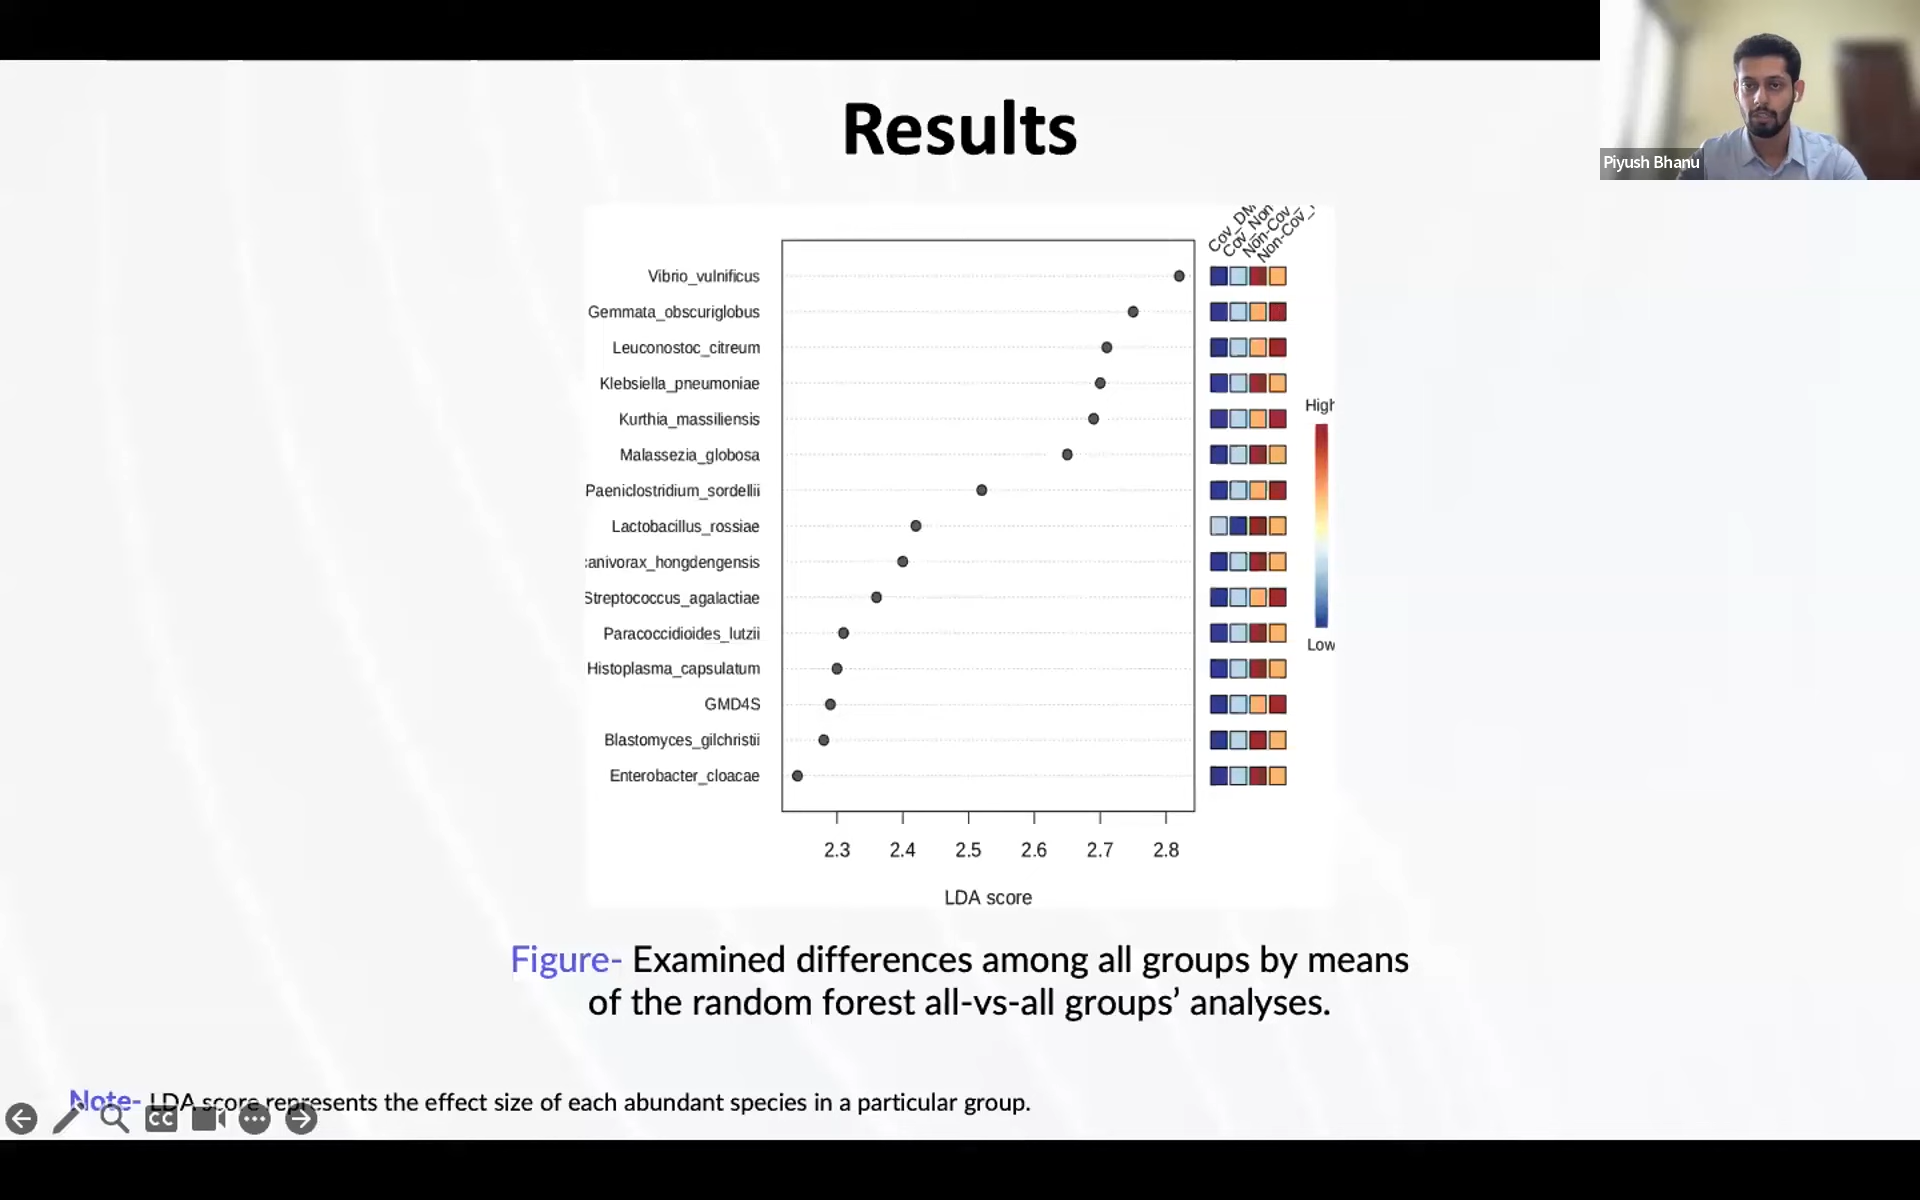 Results
Piyush Bhanu
Cov_DM
Cov_Non
Non-Cov_
Non-Cov_
Vibrio_vulnificus
Gemmata_obscuriglobus
Leuconostoc_citreum
Klebsiella_pneumoniae
Kurthia_massiliensis
Malassezia_globosa
Paeniclostridium_sordellii
Lactobacillus_rossiae
canivorax_hongdengensis
Streptococcus_agalactiae
Paracoccidioides_lutzii
Histoplasma_capsulatum
GMD4S
Blastomyces_gilchristii
Enterobacter_cloacae
High
Low
2.3 2.4 2.5 2.6 2.7 2.8
LDA score
Figure- Examined differences among all groups by means
of the random forest all-vs-all groups’ analyses.
Note- LDA score represents the effect size of each abundant species in a particular group.
CC